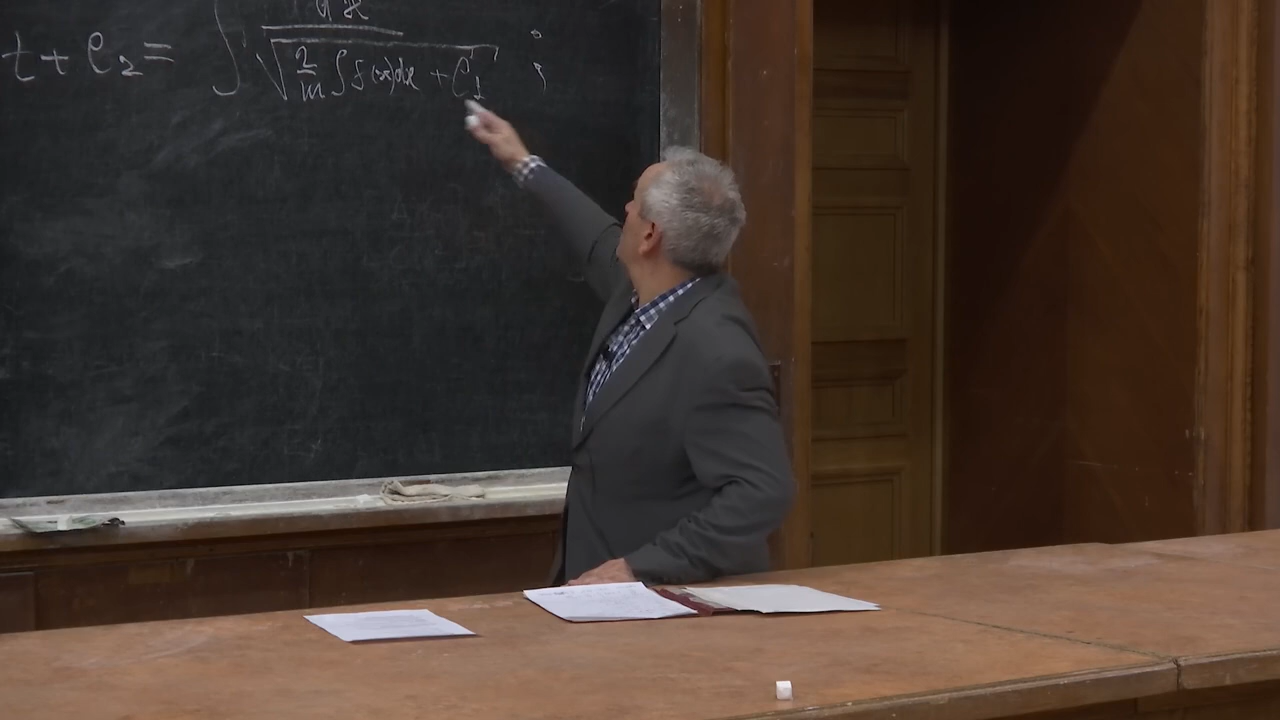 t + C₂ = ∫ dx / √( 2/m ∫ f(x)dx + C₁ ) ;